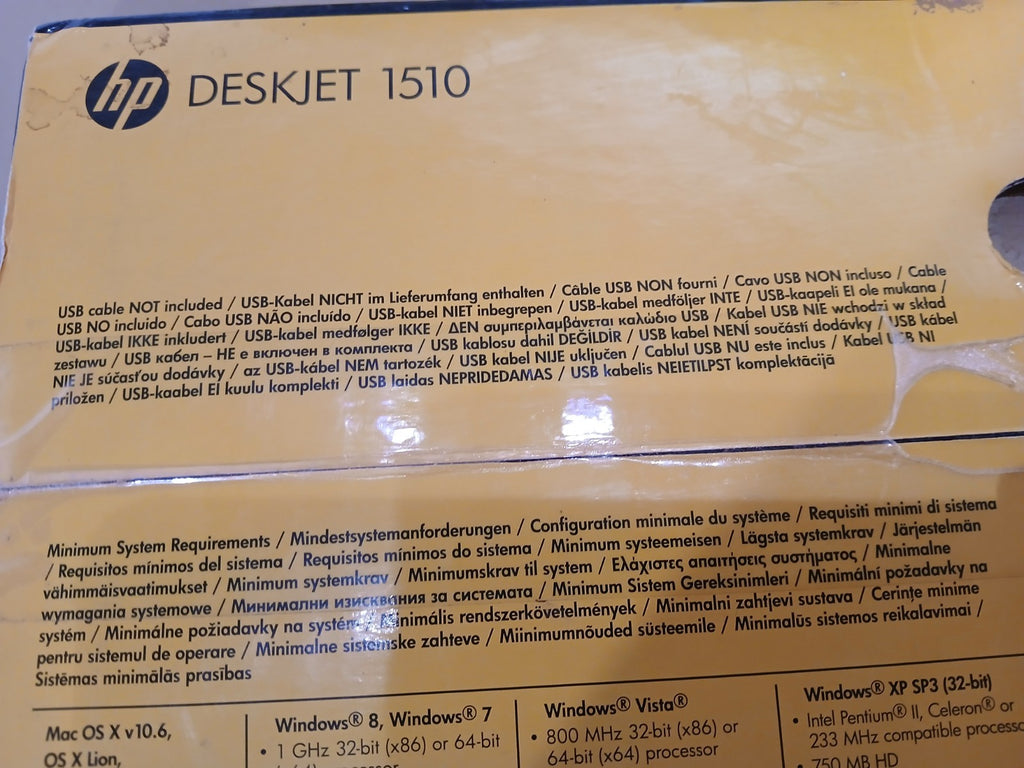 hp DESKJET 1510
USB cable NOT included / USB-Kabel NICHT im Lieferumfang enthalten / Câble USB NON fourni / Cavo USB NON incluso / Cable
USB NO incluido / Cabo USB NÃO incluído / USB-kabel NIET inbegrepen / USB-kabel medföljer INTE / USB-kaapeli EI ole mukana /
USB-kabel IKKE inkludert / USB-kabel medfølger IKKE / ΔΕΝ συμπεριλαμβάνεται καλώδιο USB / Kabel USB NIE wchodzi w skład
zestawu / USB кабел – НЕ е включен в комплекта / USB kablosu dahil DEĞİLDİR / USB kabel NENÍ součástí dodávky / USB kábel
NIE JE súčasťou dodávky / az USB-kábel NEM tartozék / USB kabel NIJE uključen / Cablul USB NU este inclus / Kabel USB NI
priložen / USB-kaabel EI kuulu komplekti / USB laidas NEPRIDEDAMAS / USB kabelis NEIETILPST komplektācijā
Minimum System Requirements / Mindestsystemanforderungen / Configuration minimale du système / Requisiti minimi di sistema
/ Requisitos mínimos del sistema / Requisitos mínimos do sistema / Minimum systeemeisen / Lägsta systemkrav / Järjestelmän
vähimmäisvaatimukset / Minimum systemkrav / Minimumskrav til system / Ελάχιστες απαιτήσεις συστήματος / Minimalne
wymagania systemowe / Минимални изисквания за системата / Minimum Sistem Gereksinimleri / Minimální požadavky na
systém / Minimálne požiadavky na systém / Minimális rendszerkövetelmények / Minimalni zahtjevi sustava / Cerințe minime
pentru sistemul de operare / Minimalne sistemske zahteve / Miinimumnõuded süsteemile / Minimalūs sistemos reikalavimai /
Sistēmas minimālās prasības
Mac OS X v10.6,
OS X Lion,
Windows® 8, Windows® 7
• 1 GHz 32-bit (x86) or 64-bit
Windows Vista®
• 800 MHz 32-bit (x86) or
64-bit (x64) processor
Windows® XP SP3 (32-bit)
• Intel Pentium® II, Celeron® or
233 MHz compatible
• 750 MB HD